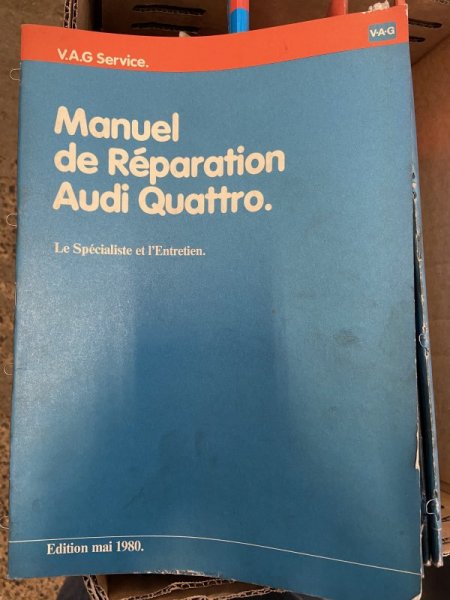 V.A.G Service.
V·A·G
Manuel
de Réparation
Audi Quattro.
Le Spécialiste et l'Entretien.
Edition mai 1980.